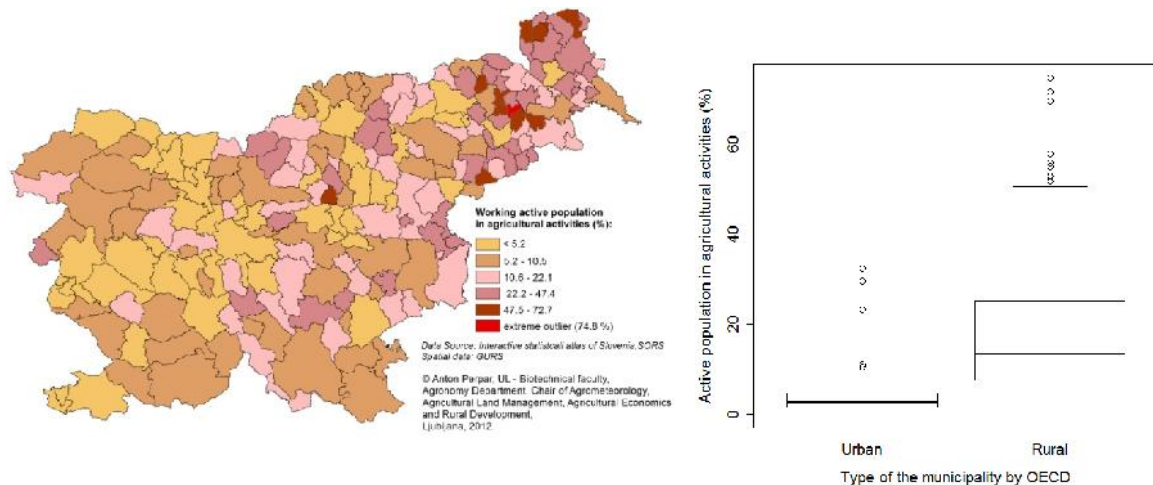 Working active population
in agricultural activities (%):
< 5.2
5.2 - 10.5
10.6 - 22.1
22.2 - 47.4
47.5 - 72.7
extreme outlier (74.8 %)
Data Source: Interactive statistcall atlas of Slovenia,SORS
Spatial data: GURS
© Anton Perpar, UL - Biotechnical faculty,
Agronomy Department, Chair of Agrometeorology,
Agricultural Land Management, Agricultural Economics
and Rural Development,
Ljubljana, 2012
Active population in agricultural activities (%)
60
40
20
0
Urban
Rural
Type of the municipality by OECD